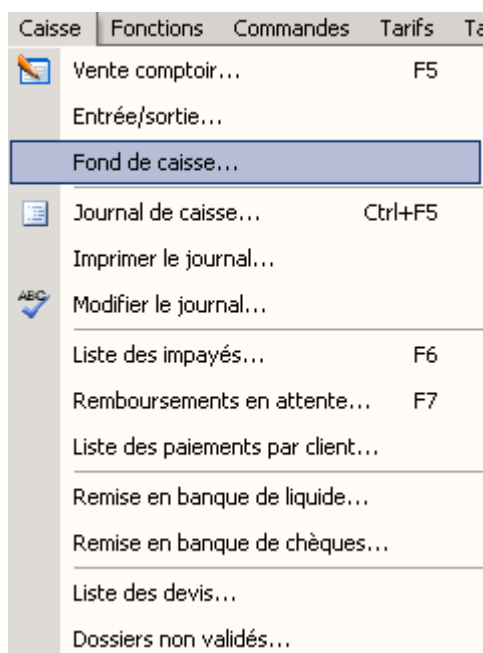 Caisse Fonctions Commandes Tarifs Ta
Vente comptoir... F5
Entrée/sortie...
Fond de caisse...
Journal de caisse... Ctrl+F5
Imprimer le journal...
ABC Modifier le journal...
Liste des impayés... F6
Remboursements en attente... F7
Liste des paiements par client...
Remise en banque de liquide...
Remise en banque de chèques...
Liste des devis...
Dossiers non validés...